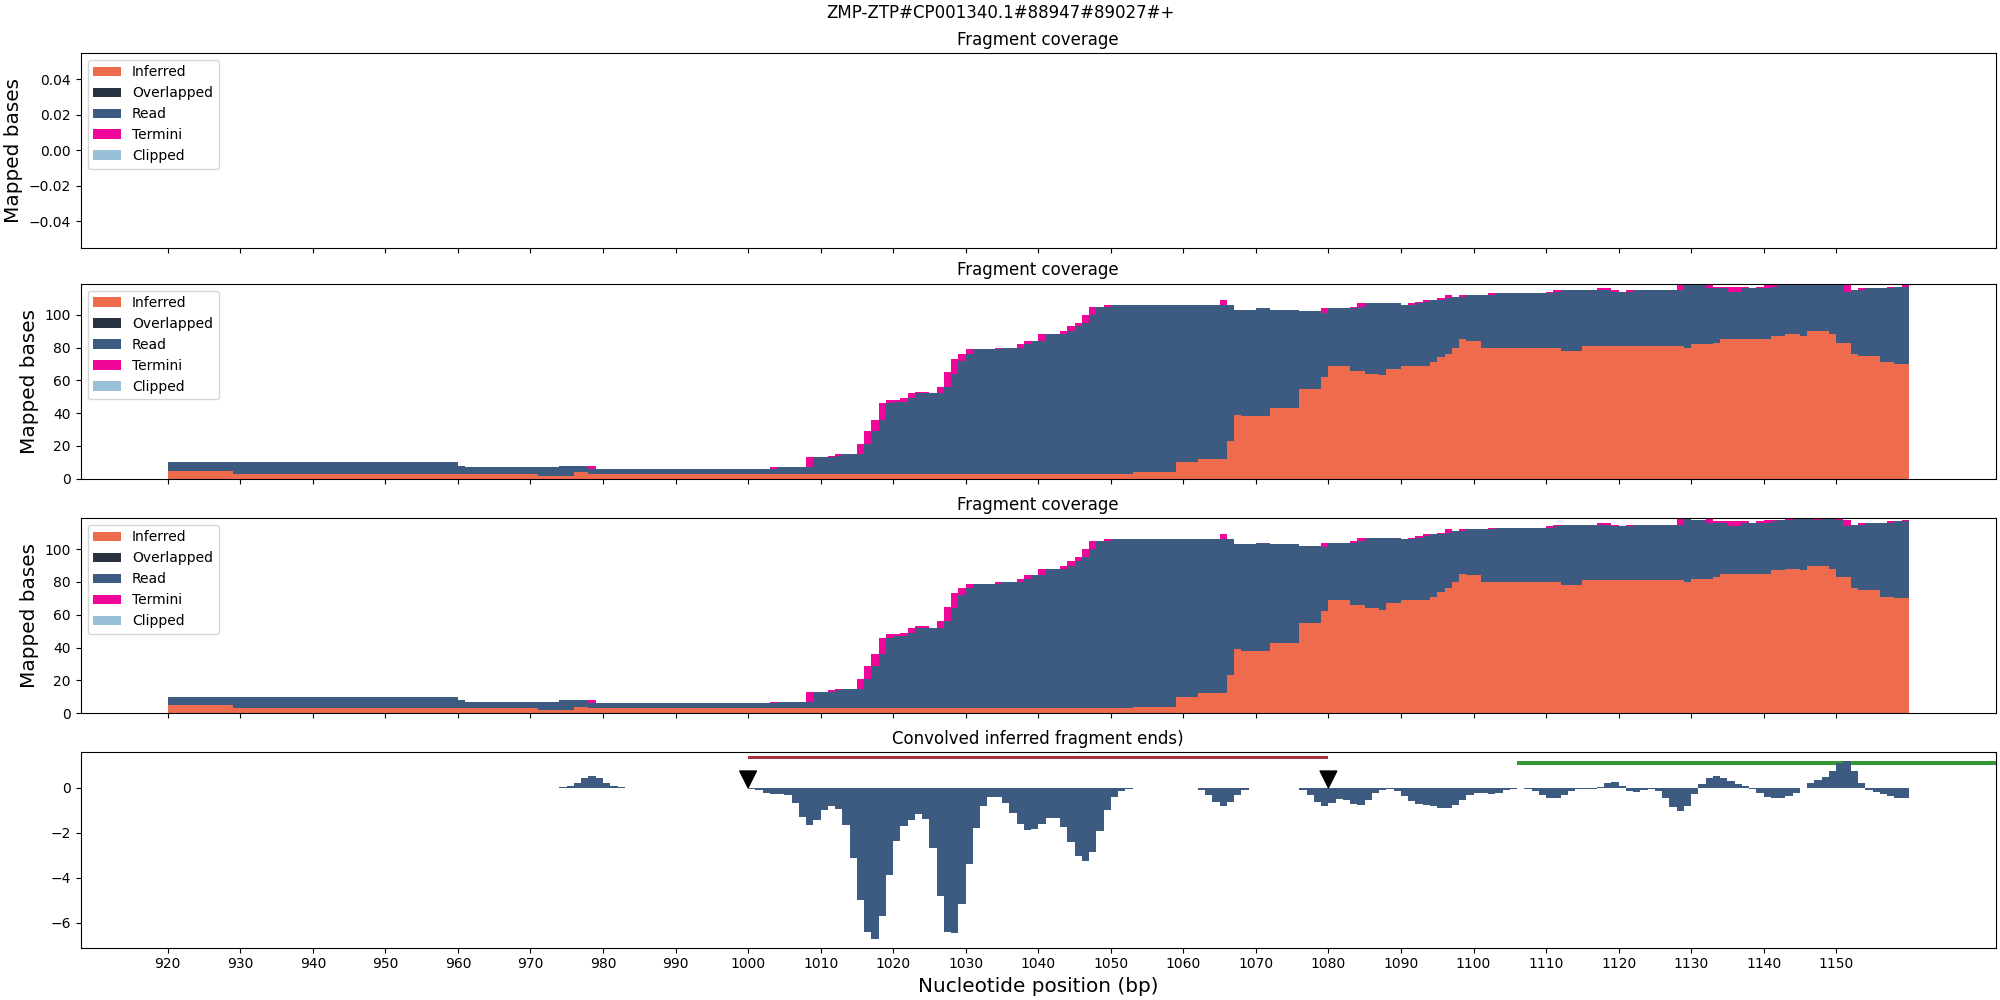 ZMP-ZTP#CP001340.1#88947#89027#+
Fragment coverage
Mapped bases
0.04
0.02
0.00
−0.02
−0.04
Inferred
Overlapped
Read
Termini
Clipped
Fragment coverage
Mapped bases
100
80
60
40
20
0
Inferred
Overlapped
Read
Termini
Clipped
Fragment coverage
Mapped bases
100
80
60
40
20
0
Inferred
Overlapped
Read
Termini
Clipped
Convolved inferred fragment ends)
0
−2
−4
−6
920 930 940 950 960 970 980 990 1000 1010 1020 1030 1040 1050 1060 1070 1080 1090 1100 1110 1120 1130 1140 1150
Nucleotide position (bp)